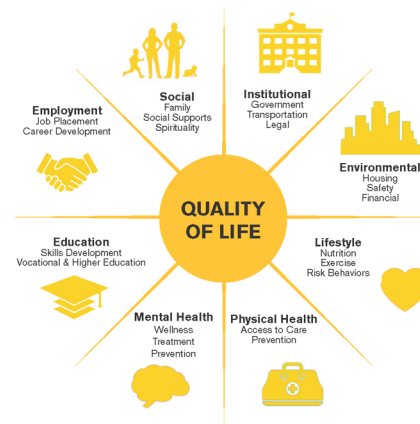 Social
Family
Social Supports
Spirituality
Institutional
Government
Transportation
Legal
Environmental
Housing
Safety
Financial
Lifestyle
Nutrition
Exercise
Risk Behaviors
Physical Health
Access to Care
Prevention
Mental Health
Wellness
Treatment
Prevention
Education
Skills Development
Vocational & Higher Education
Employment
Job Placement
Career Development
QUALITY
OF LIFE